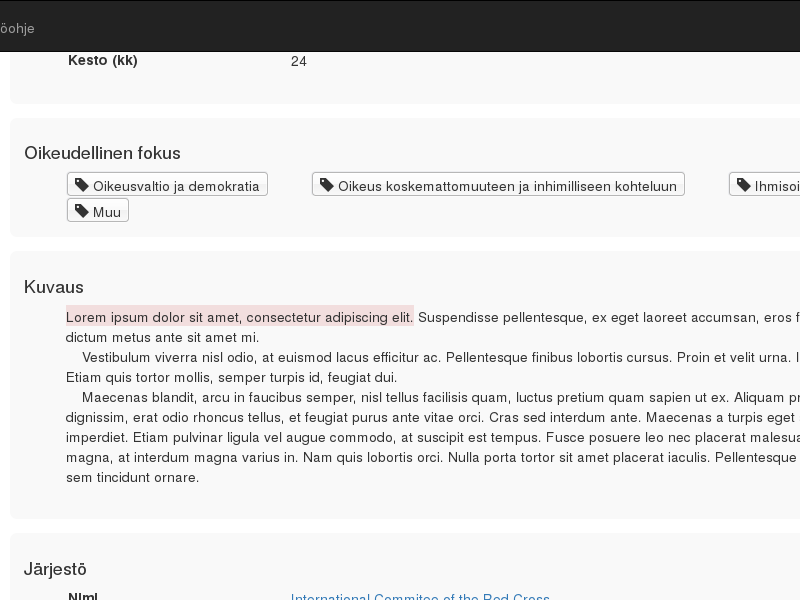 öohje
Kesto (kk) 24
Oikeudellinen fokus
Oikeusvaltio ja demokratia Oikeus koskemattomuuteen ja inhimilliseen kohteluun Ihmisoi
Muu
Kuvaus
Lorem ipsum dolor sit amet, consectetur adipiscing elit. Suspendisse pellentesque, ex eget laoreet accumsan, eros f
dictum metus ante sit amet mi.
Vestibulum viverra nisl odio, at euismod lacus efficitur ac. Pellentesque finibus lobortis cursus. Proin et velit urna. I
Etiam quis tortor mollis, semper turpis id, feugiat dui.
Maecenas blandit, arcu in faucibus semper, nisl tellus facilisis quam, luctus pretium quam sapien ut ex. Aliquam pr
dignissim, erat odio rhoncus tellus, et feugiat purus ante vitae orci. Cras sed interdum ante. Maecenas a turpis eget
imperdiet. Etiam pulvinar ligula vel augue commodo, at suscipit est tempus. Fusce posuere leo nec placerat malesua
magna, at interdum magna varius in. Nam quis lobortis orci. Nulla porta tortor sit amet placerat iaculis. Pellentesque
sem tincidunt ornare.
Järjestö
Nimi International Commitee of the Red Cross